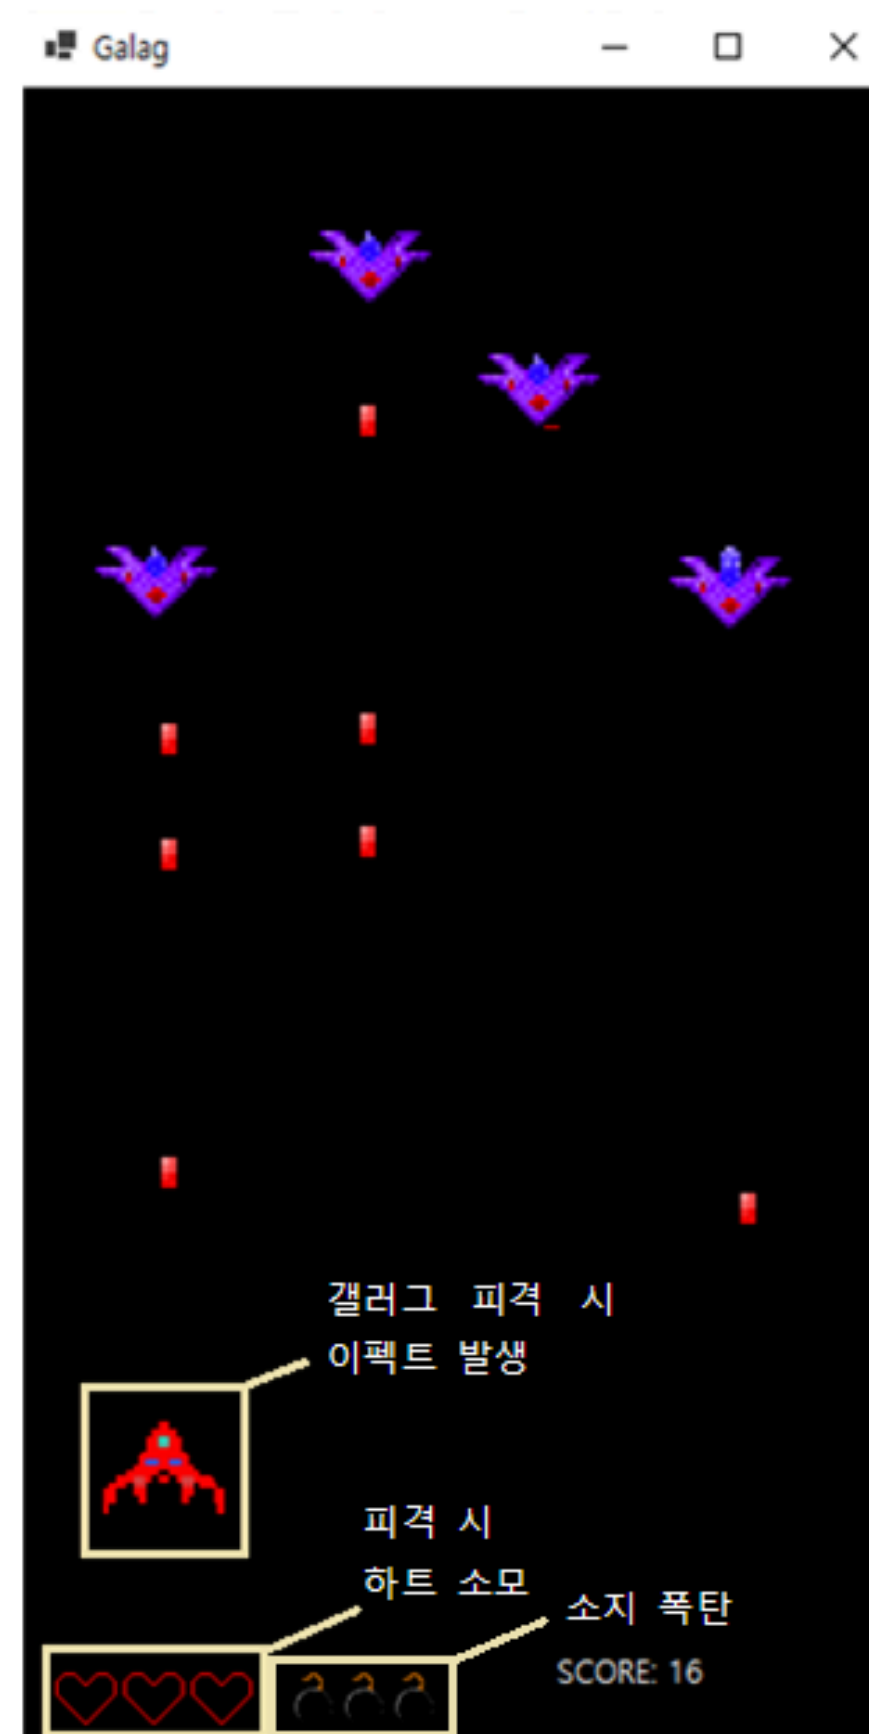 Galag
갤러그 피격 시
이펙트 발생
피격 시
하트 소모
소지 폭탄
SCORE: 16